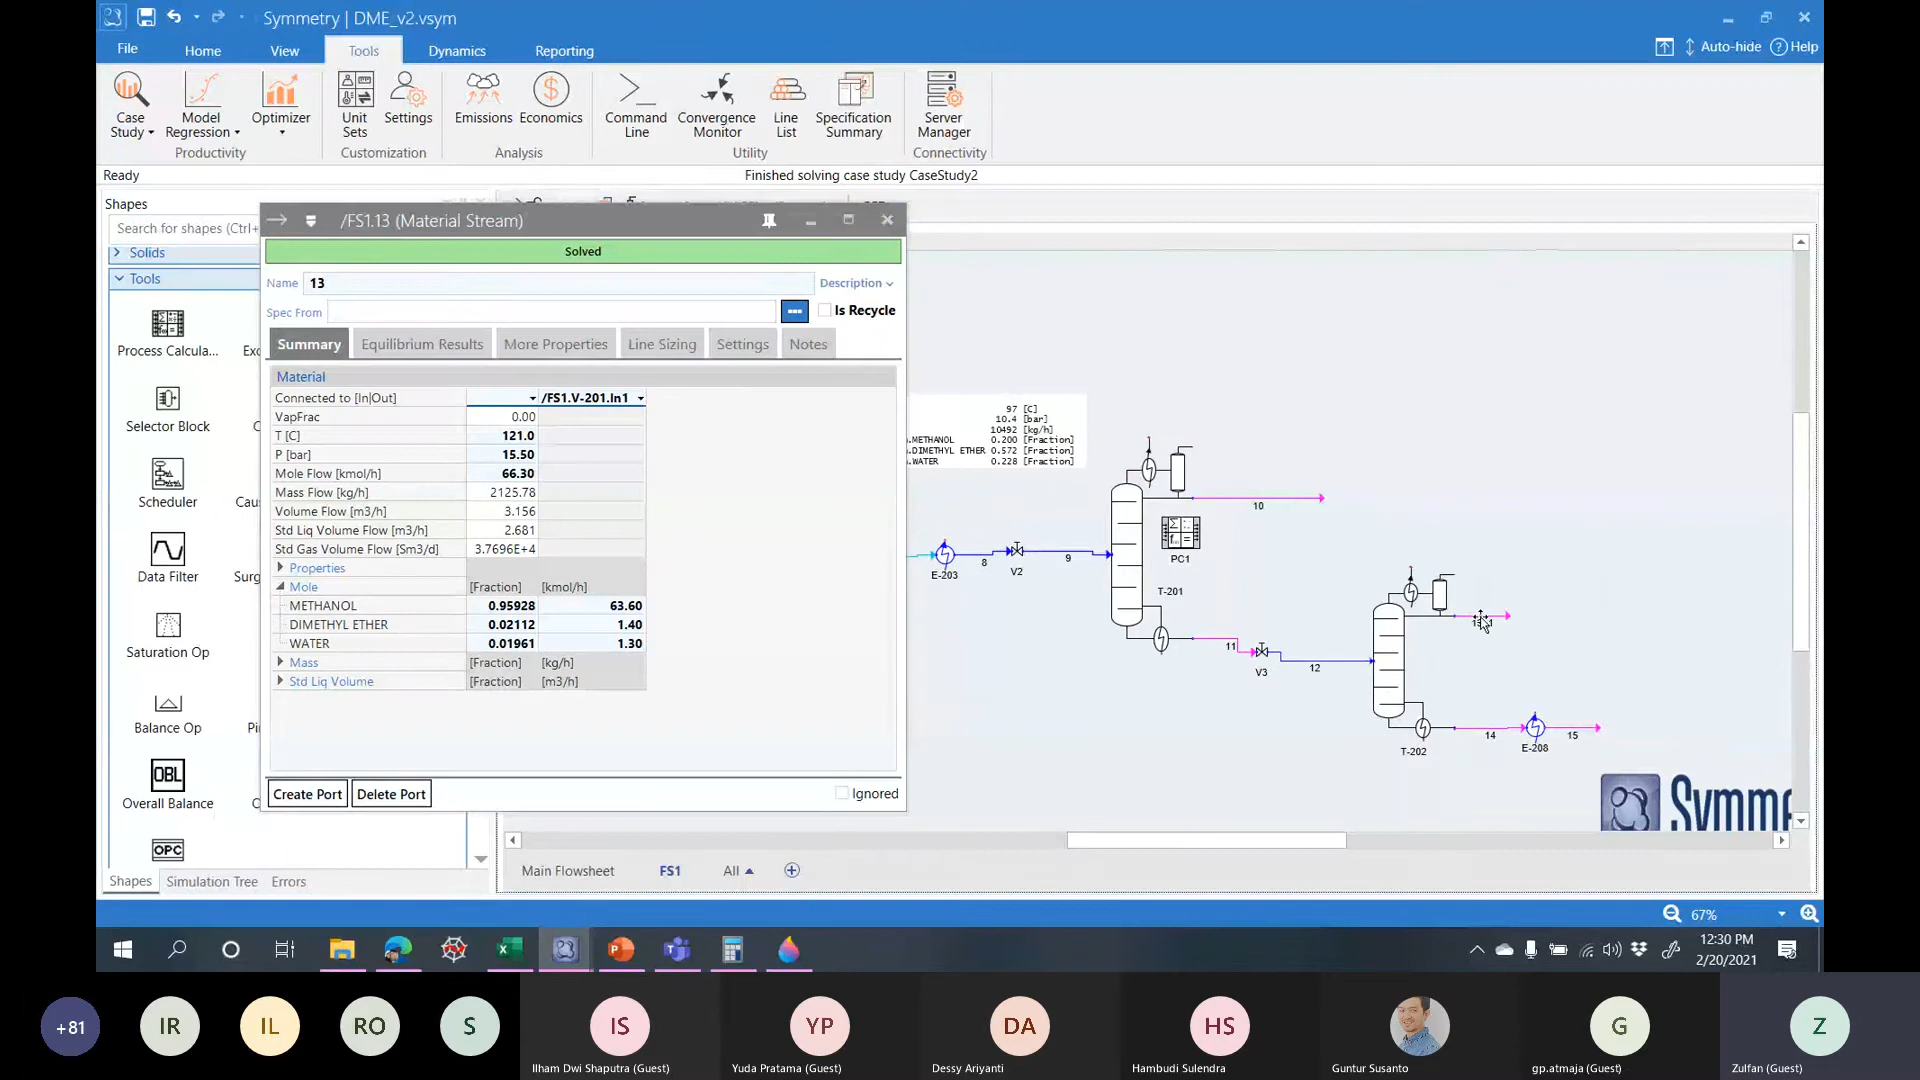 Symmetry | DME_v2.vsym
File
Home
View
Tools
Dynamics
Reporting
Auto-hide
Help
Case Study
Model Regression
Optimizer
Unit Sets
Settings
Emissions
Economics
Command Line
Convergence Monitor
Line List
Specification Summary
Server Manager
Productivity
Customization
Analysis
Utility
Connectivity
Ready
Finished solving case study CaseStudy2
Shapes
Search for shapes (Ctrl+
Solids
Tools
Process Calcula...
Selector Block
Scheduler
Data Filter
Surg
Saturation Op
Balance Op
OBL
Overall Balance
OPC
Shapes
Simulation Tree
Errors
/FS1.13 (Material Stream)
Solved
Name
13
Description
Spec From
Is Recycle
Summary
Equilibrium Results
More Properties
Line Sizing
Settings
Notes
Material
Connected to [In|Out]
/FS1.V-201.In1
VapFrac 0.00
T [C] 121.0
P [bar] 15.50
Mole Flow [kmol/h] 66.30
Mass Flow [kg/h] 2125.78
Volume Flow [m3/h] 3.156
Std Liq Volume Flow [m3/h] 2.681
Std Gas Volume Flow [Sm3/d] 3.7696E+4
Properties
Mole [Fraction] [kmol/h]
METHANOL 0.95928 63.60
DIMETHYL ETHER 0.02112 1.40
WATER 0.01961 1.30
Mass [Fraction] [kg/h]
Std Liq Volume [Fraction] [m3/h]
Create Port
Delete Port
Ignored
97 [C]
10.4 [bar]
10492 [kg/h]
.METHANOL 0.200 [Fraction]
.DIMETHYL ETHER 0.572 [Fraction]
.WATER 0.228 [Fraction]
10
PC1
8
V2
9
E-203
T-201
11
V3
12
14
E-208
15
T-202
Symme
Main Flowsheet
FS1
All
67%
12:30 PM
2/20/2021
+81
IR
IL
RO
S
IS
YP
DA
HS
G
Z
Ilham Dwi Shaputra (Guest)
Yuda Pratama (Guest)
Dessy Ariyanti
Hambudi Sulendra
Guntur Susanto
gp.atmaja (Guest)
Zulfan (Guest)